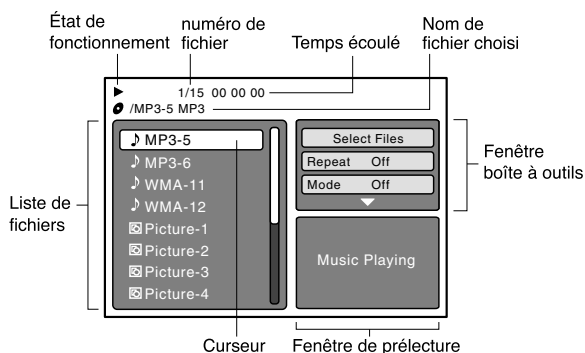 État de
fonctionnement
numéro de
fichier
Temps écoulé
Nom de
fichier choisi
1/15 00 00 00
/MP3-5 MP3
MP3-5
MP3-6
WMA-11
WMA-12
Picture-1
Picture-2
Picture-3
Picture-4
Select Files
Repeat Off
Mode Off
Music Playing
Liste de
fichiers
Fenêtre
boîte à outils
Curseur
Fenêtre de prélecture